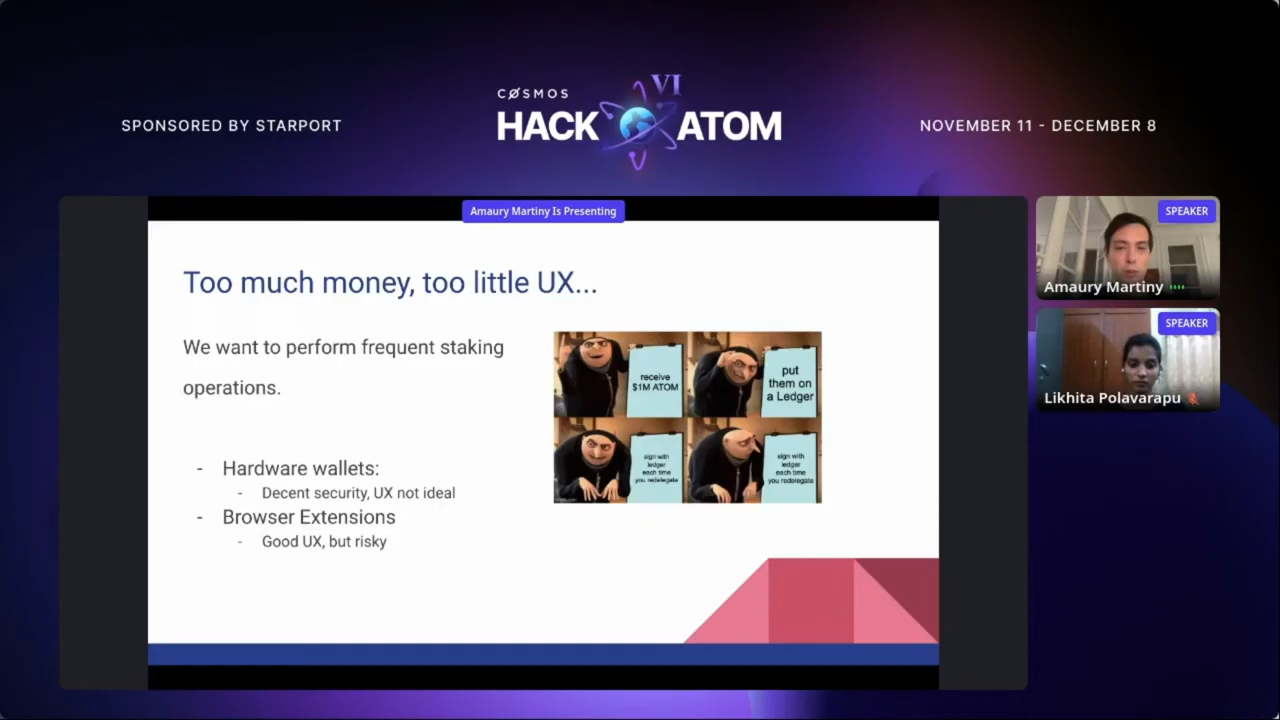 SPONSORED BY STARPORT
CØSMOS
HACK ATOM
VI
NOVEMBER 11 - DECEMBER 8
Amaury Martiny Is Presenting
Too much money, too little UX...
We want to perform frequent staking
operations.
- Hardware wallets:
- Decent security, UX not ideal
- Browser Extensions
- Good UX, but risky
receive
$1M ATOM
put
them on
a Ledger
sign with
ledger
each time
you redelegate
sign with
ledger
each time
you redelegate
SPEAKER
Amaury Martiny
SPEAKER
Likhita Polavarapu